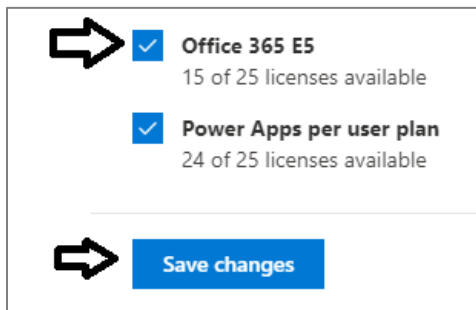 Office 365 E5
15 of 25 licenses available
Power Apps per user plan
24 of 25 licenses available
Save changes